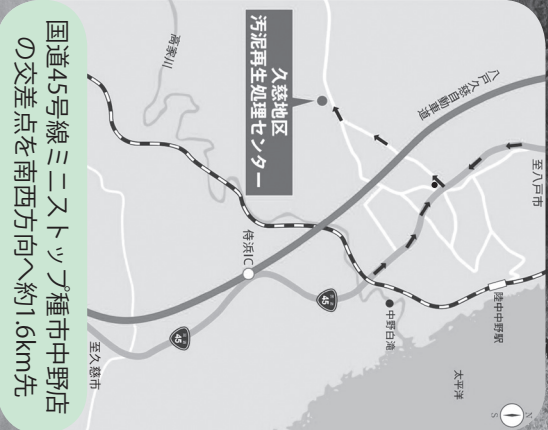 至八戸市
八戸久慈自動車道
高家川
久慈地区
汚泥再生処理センター
陸中中野駅
侍浜IC
45
中野白滝
太平洋
45
至久慈市
N
S
国道45号線ミニストップ種市中野店
の交差点を南西方向へ約1.6km先